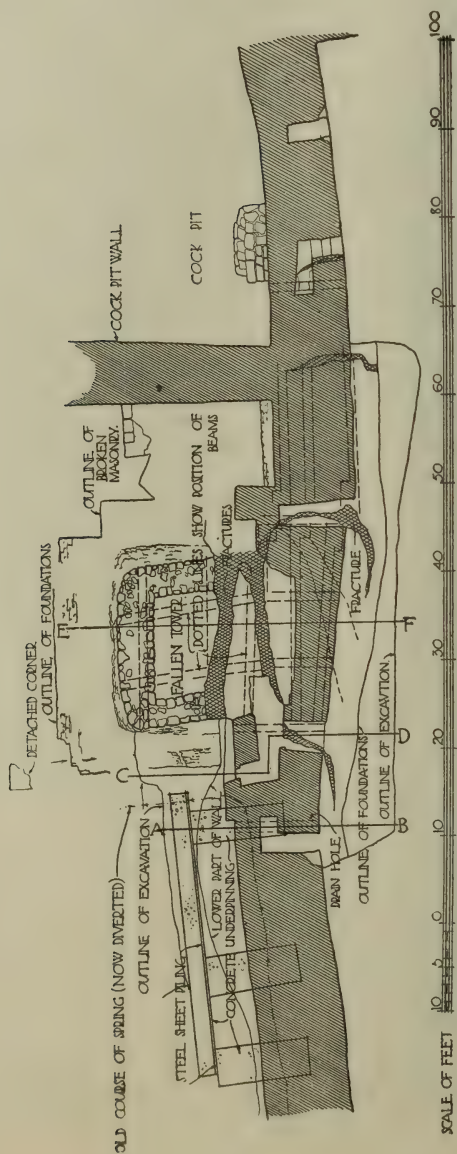 OLD COURSE OF SPRING (NOW DIVERTED)
DETACHED CORNER
OUTLINE OF FOUNDATIONS
OUTLINE OF
BROKEN
MASONRY.
COCK PIT WALL
COCK PIT
OUTLINE OF EXCAVATION
STEEL SHEET PILING
LOWER PART OF WALL
CONCRETE UNDERPINNING
FALLEN TOWER
DOTTED LINES SHOW POSITION OF
BEAMS
FRACTURES
FRACTURE
DRAIN HOLE
OUTLINE OF FOUNDATIONS
OUTLINE OF EXCAVTION.
A
B
C
D
E
F
SCALE OF FEET
10 5 0 10 20 30 40 50 60 70 80 90 100